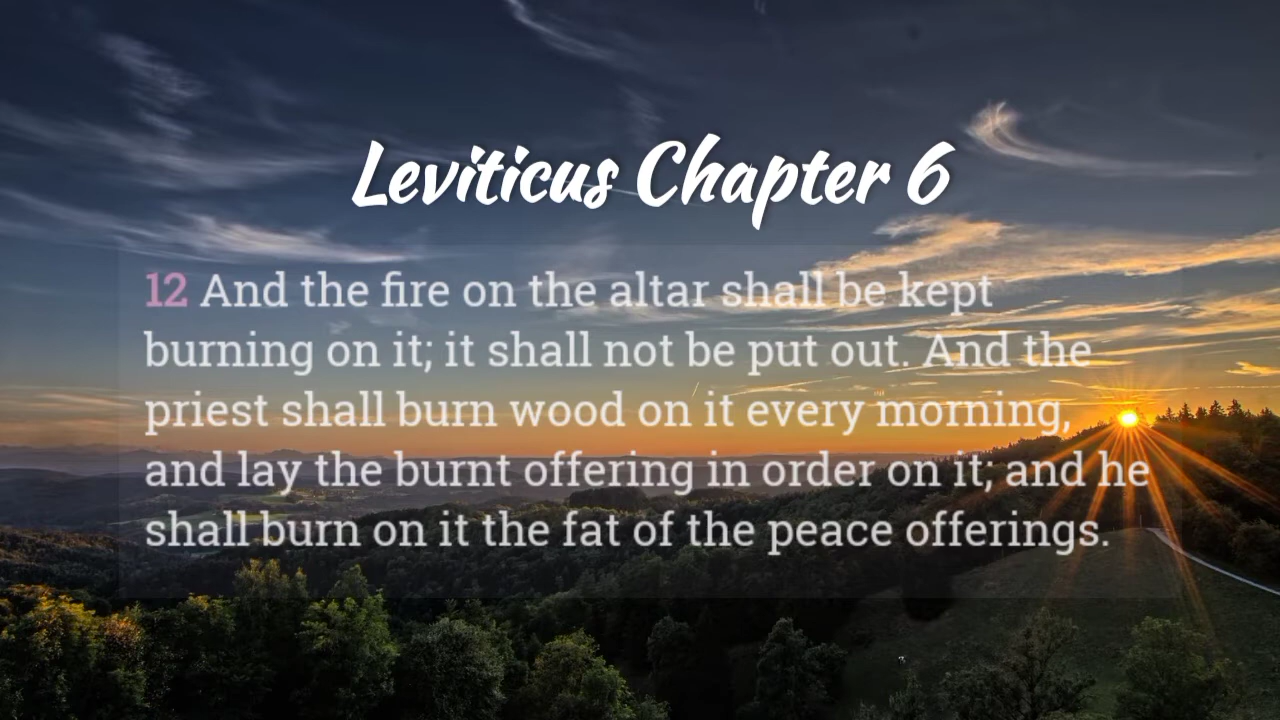 Leviticus Chapter 6
12 And the fire on the altar shall be kept
burning on it; it shall not be put out. And the
priest shall burn wood on it every morning,
and lay the burnt offering in order on it; and he
shall burn on it the fat of the peace offerings.